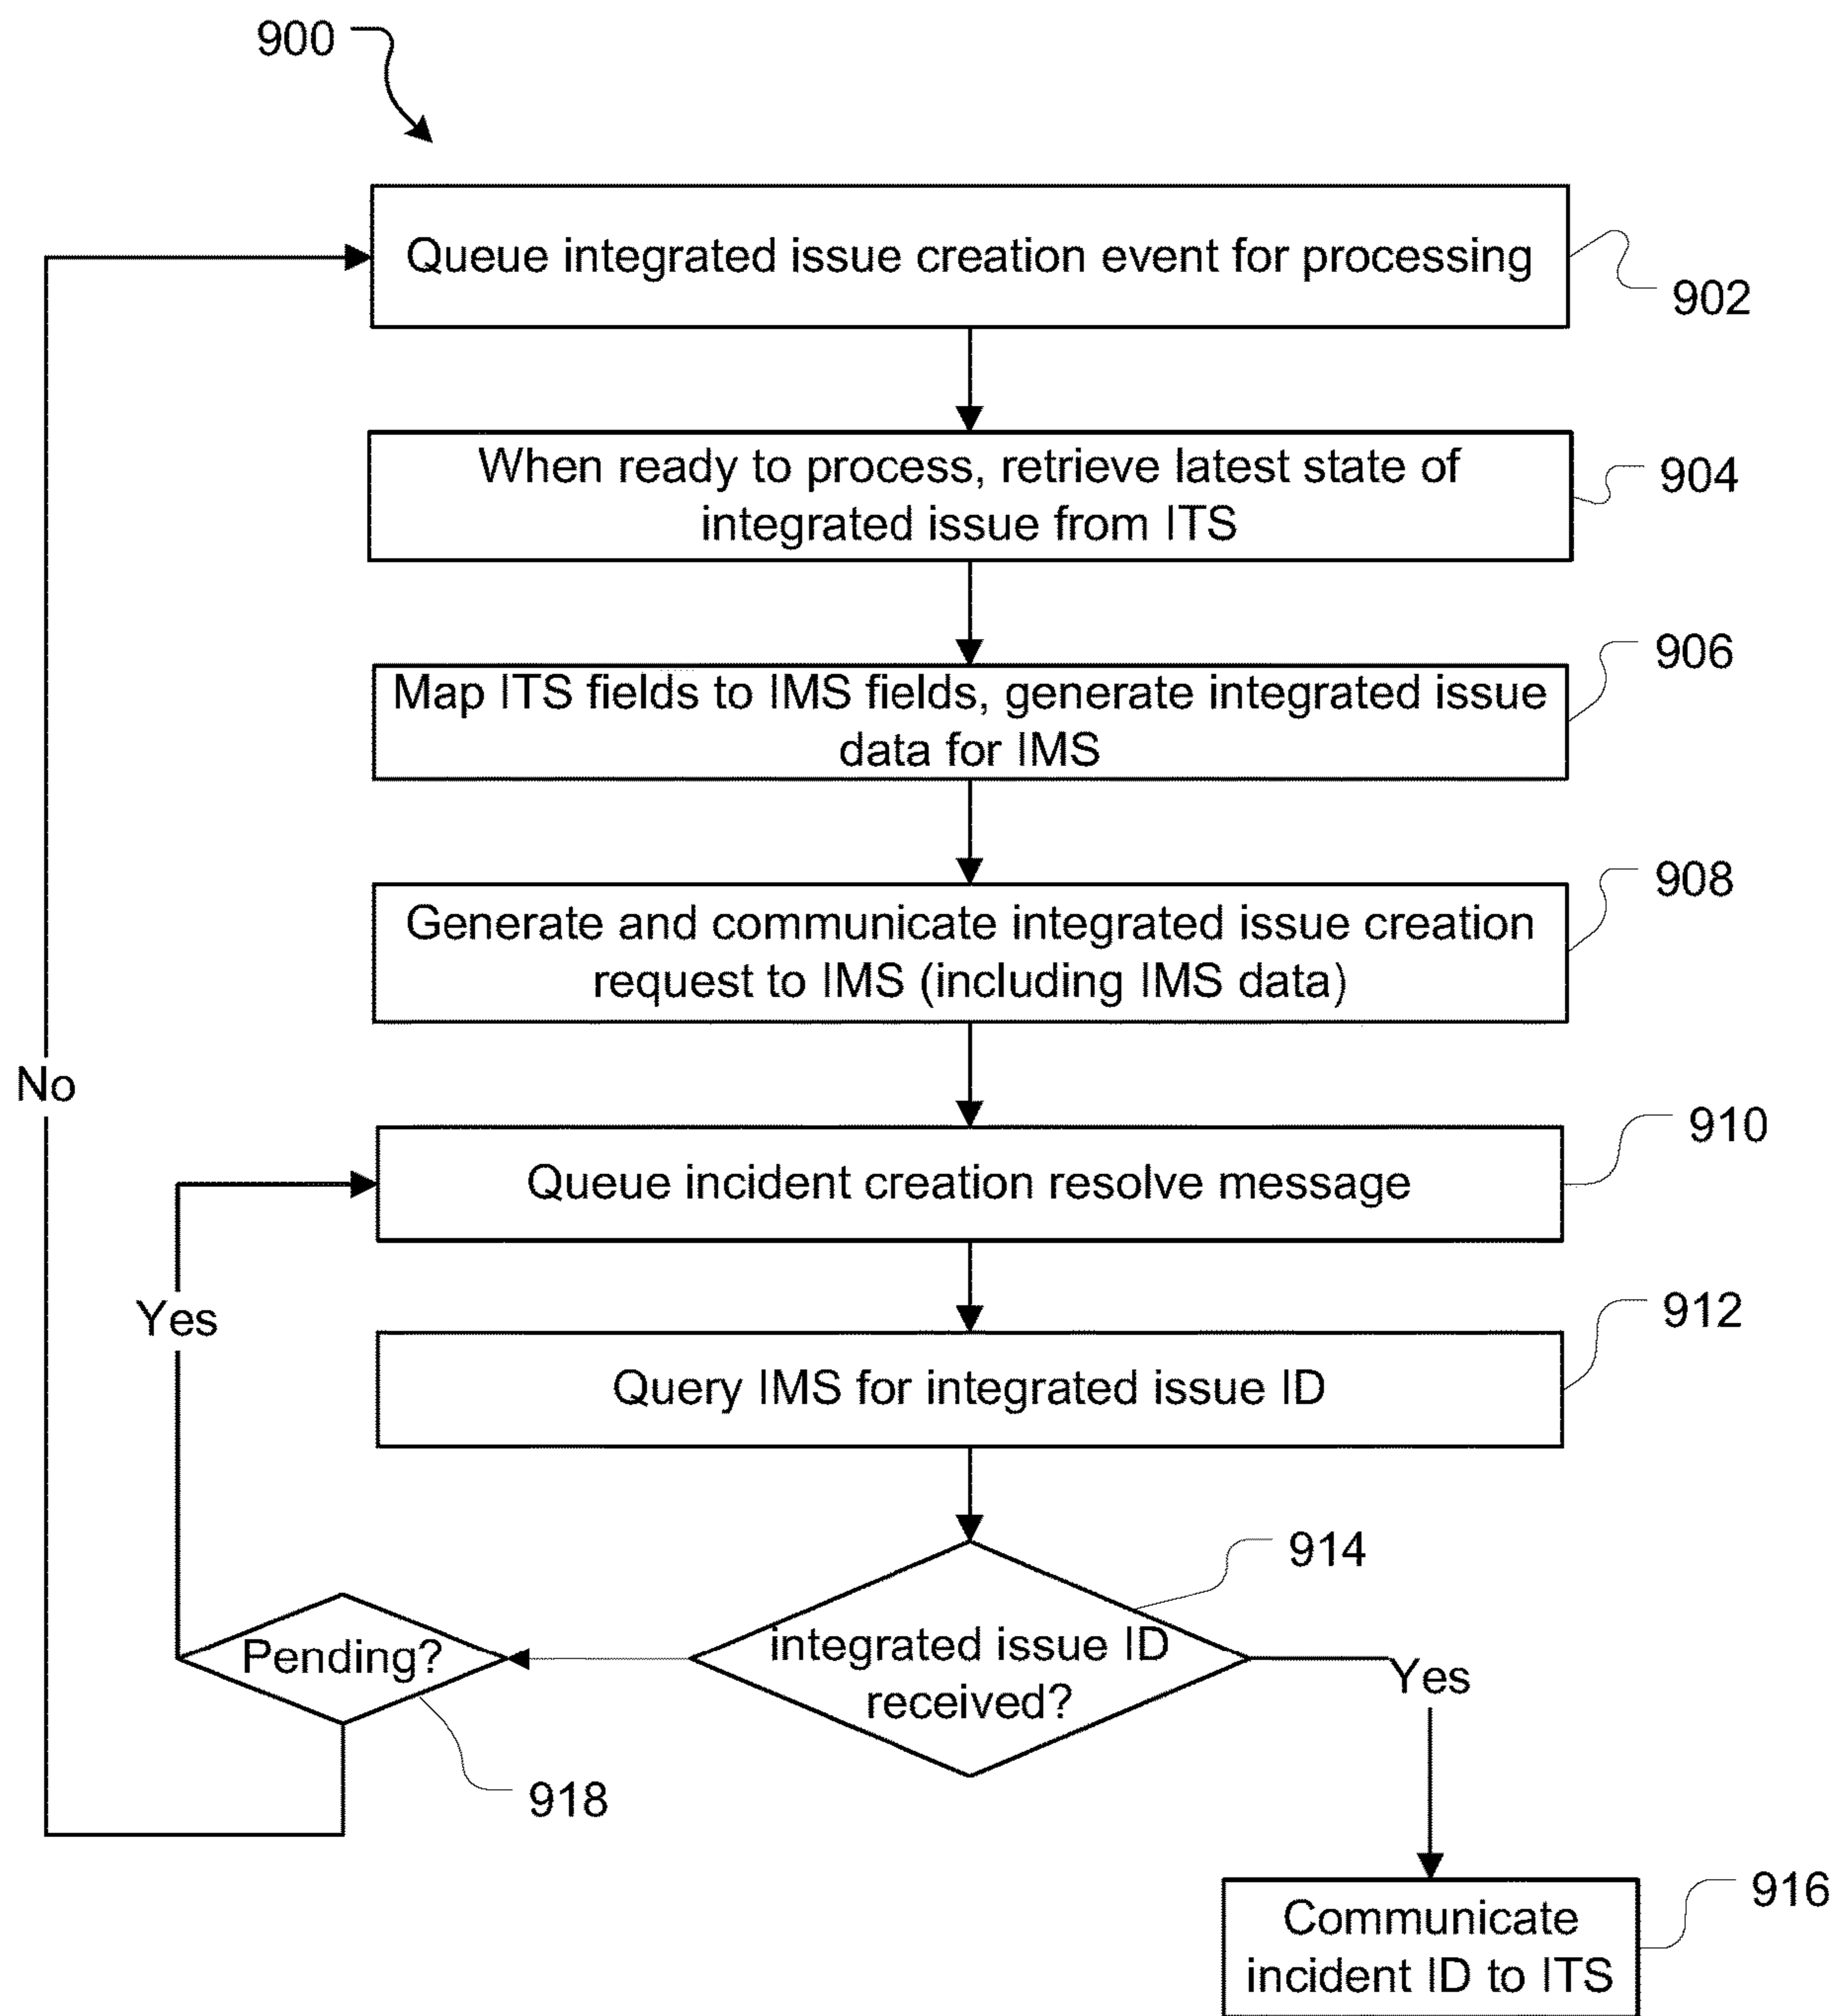 900
Queue integrated issue creation event for processing
902
When ready to process, retrieve latest state of
integrated issue from ITS
904
Map ITS fields to IMS fields, generate integrated issue
data for IMS
906
Generate and communicate integrated issue creation
request to IMS (including IMS data)
908
No
Queue incident creation resolve message
910
Yes
Query IMS for integrated issue ID
912
914
integrated issue ID
received?
Pending?
Yes
918
Communicate
incident ID to ITS
916